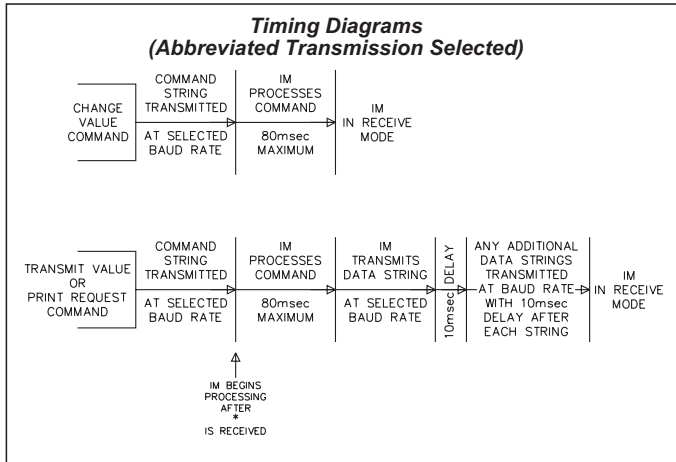 Timing Diagrams
(Abbreviated Transmission Selected)
CHANGE
VALUE
COMMAND
COMMAND
STRING
TRANSMITTED
AT SELECTED
BAUD RATE
IM
PROCESSES
COMMAND
80msec
MAXIMUM
IM
IN RECEIVE
MODE
TRANSMIT VALUE
OR
PRINT REQUEST
COMMAND
COMMAND
STRING
TRANSMITTED
AT SELECTED
BAUD RATE
IM
PROCESSES
COMMAND
80msec
MAXIMUM
IM
TRANSMITS
DATA STRING
AT SELECTED
BAUD RATE
10msec DELAY
ANY ADDITIONAL
DATA STRINGS
TRANSMITTED
AT BAUD RATE
WITH 10msec
DELAY AFTER
EACH STRING
IM
IN RECEIVE
MODE
IM BEGINS
PROCESSING
AFTER
*
IS RECEIVED